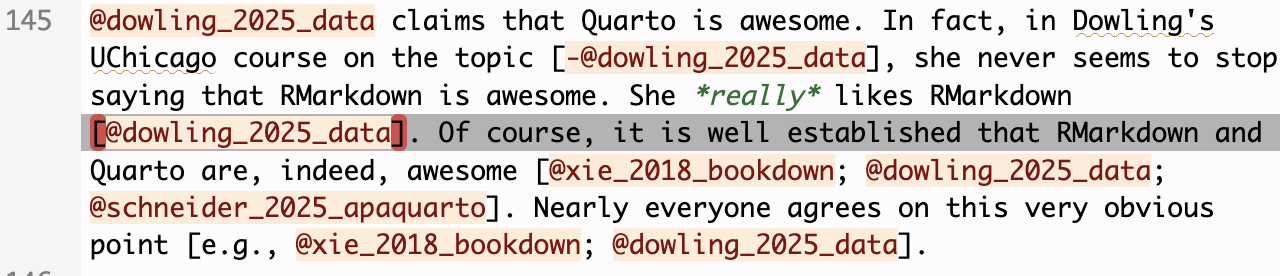 145 @dowling_2025_data claims that Quarto is awesome. In fact, in Dowling's
UChicago course on the topic [-@dowling_2025_data], she never seems to stop
saying that RMarkdown is awesome. She *really* likes RMarkdown
[@dowling_2025_data]. Of course, it is well established that RMarkdown and
Quarto are, indeed, awesome [@xie_2018_bookdown; @dowling_2025_data;
@schneider_2025_apaquarto]. Nearly everyone agrees on this very obvious
point [e.g., @xie_2018_bookdown; @dowling_2025_data].